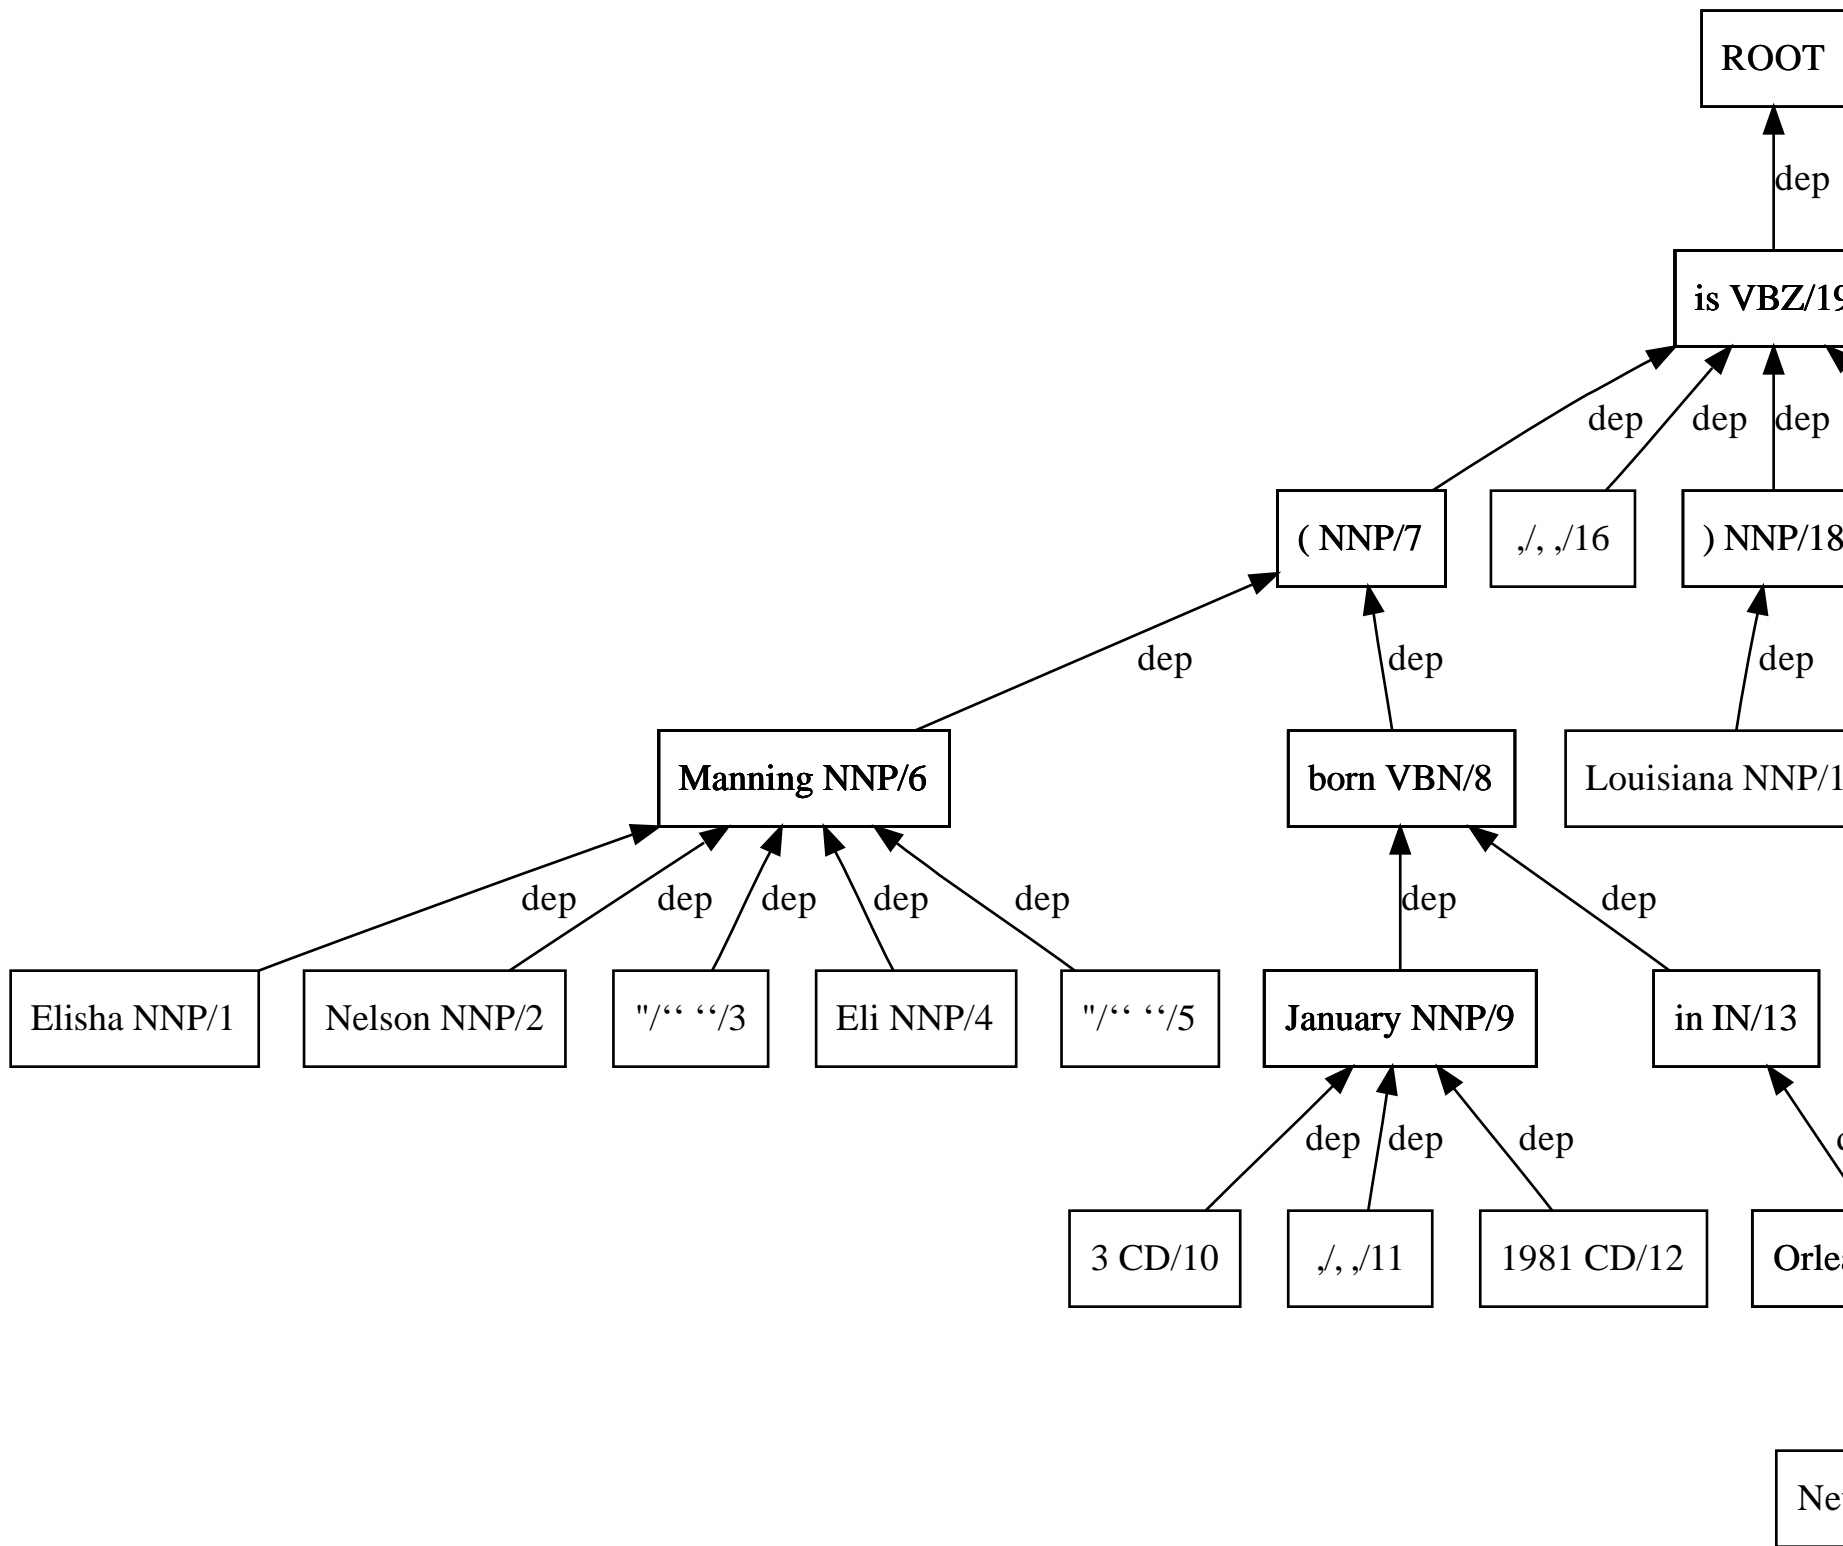 ROOT
dep
is VBZ/19
dep dep dep
( NNP/7 ,/, ,/16 ) NNP/18
dep dep dep
Manning NNP/6 born VBN/8 Louisiana NNP/1
dep dep dep dep dep dep dep
Elisha NNP/1 Nelson NNP/2 "/“ “/3 Eli NNP/4 "/“ “/5 January NNP/9 in IN/13
dep dep dep
3 CD/10 ,/, ,/11 1981 CD/12